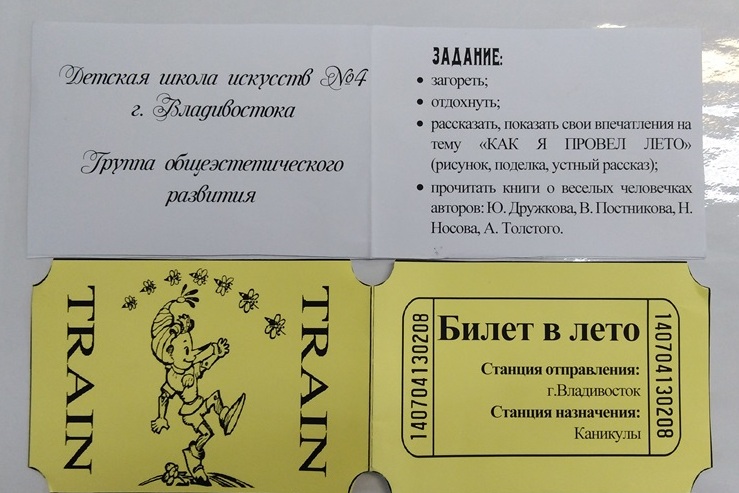 Детская школа искусств №4
г. Владивостока
Группа общеэстетического
развития
ЗАДАНИЕ:
• загореть;
• отдохнуть;
• рассказать, показать свои впечатления на
тему «КАК Я ПРОВЕЛ ЛЕТО»
(рисунок, поделка, устный рассказ);
• прочитать книги о веселых человечках
авторов: Ю. Дружкова, В. Постникова, Н.
Носова, А. Толстого.
TRAIN
TRAIN
140704130208
Билет в лето
Станция отправления:
г.Владивосток
Станция назначения:
Каникулы
140704130208